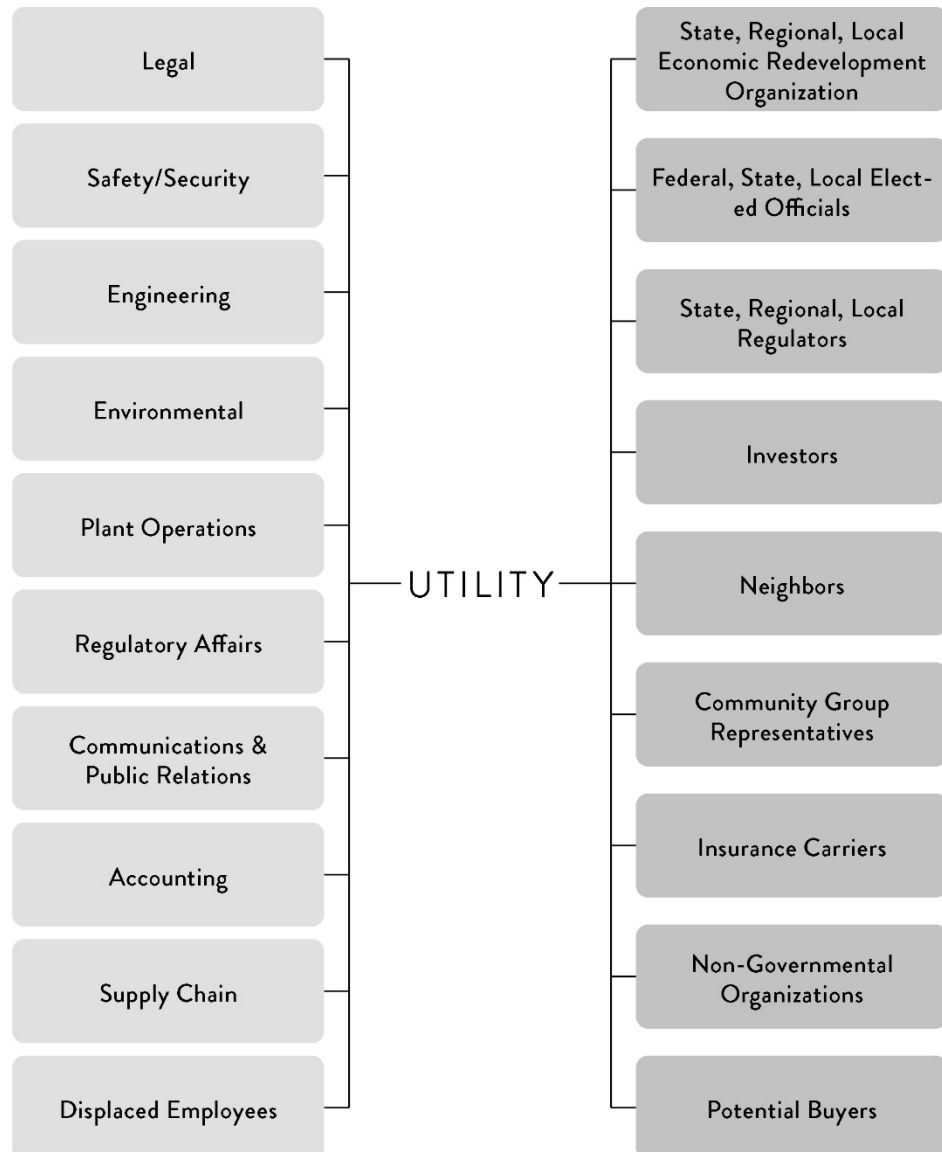 Legal
Safety/Security
Engineering
Environmental
Plant Operations
Regulatory Affairs
Communications &
Public Relations
Accounting
Supply Chain
Displaced Employees
UTILITY
State, Regional, Local
Economic Redevelopment
Organization
Federal, State, Local Elect-
ed Officials
State, Regional, Local
Regulators
Investors
Neighbors
Community Group
Representatives
Insurance Carriers
Non-Governmental
Organizations
Potential Buyers